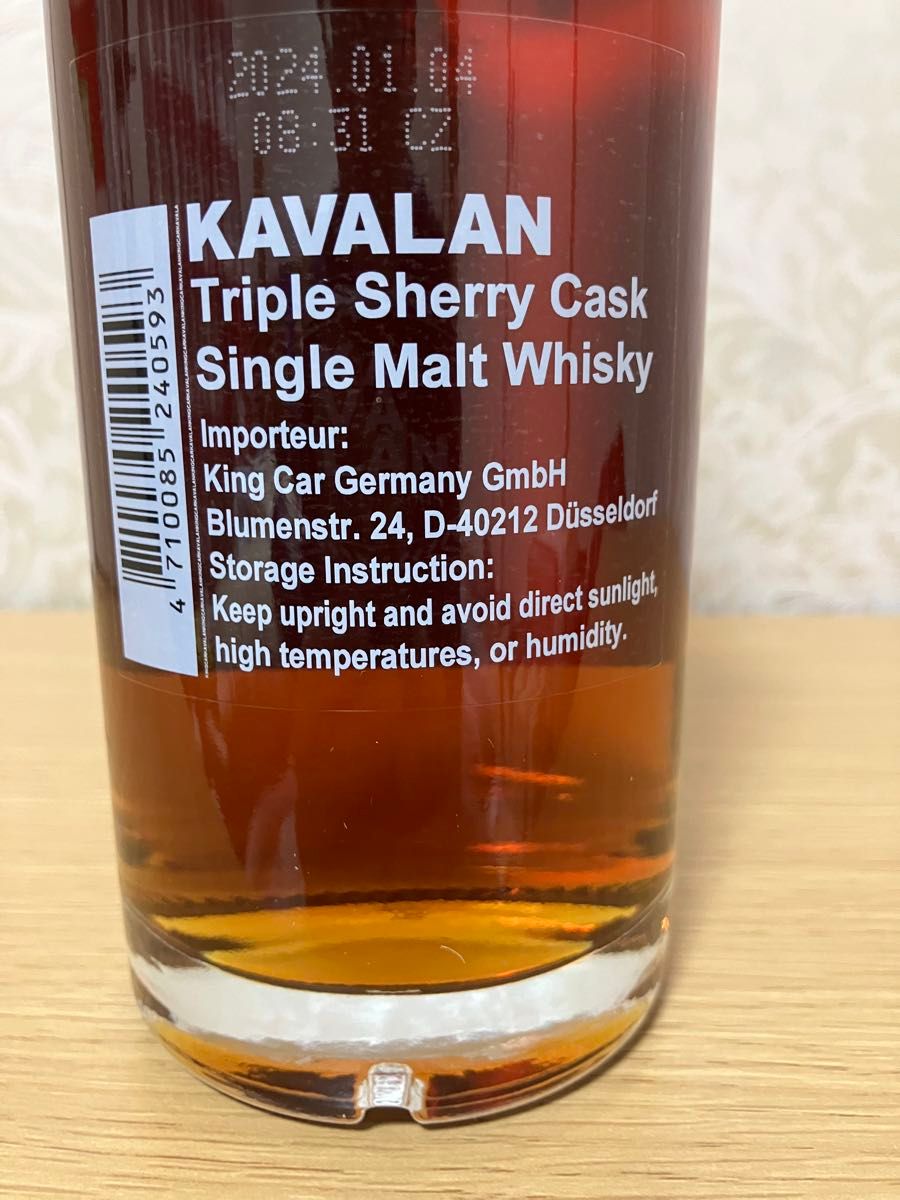 2024.01.04
08:31 CZ
KAVALAN
Triple Sherry Cask
Single Malt Whisky
Importeur:
King Car Germany GmbH
Blumenstr. 24, D-40212 Düsseldorf
Storage Instruction:
Keep upright and avoid direct sunlight,
high temperatures, or humidity.
4 710085 240593